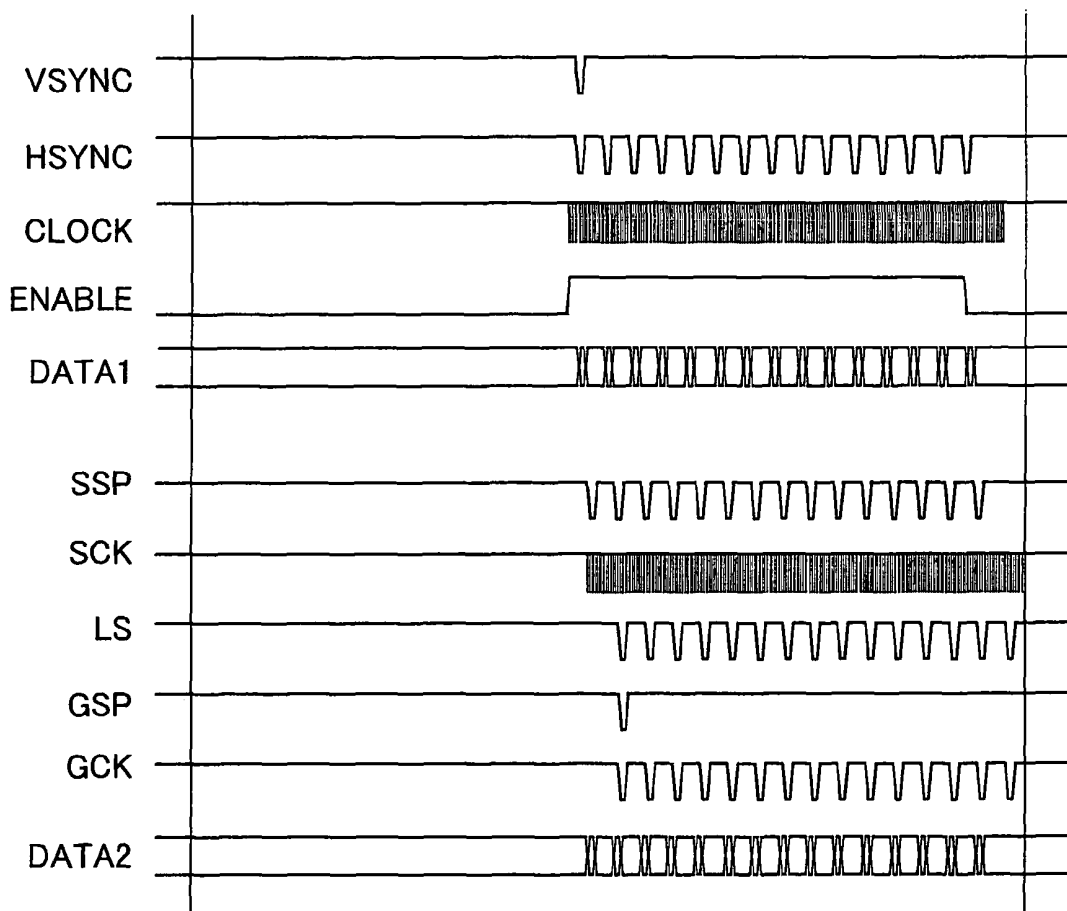 VSYNC
HSYNC
CLOCK
ENABLE
DATA1
SSP
SCK
LS
GSP
GCK
DATA2